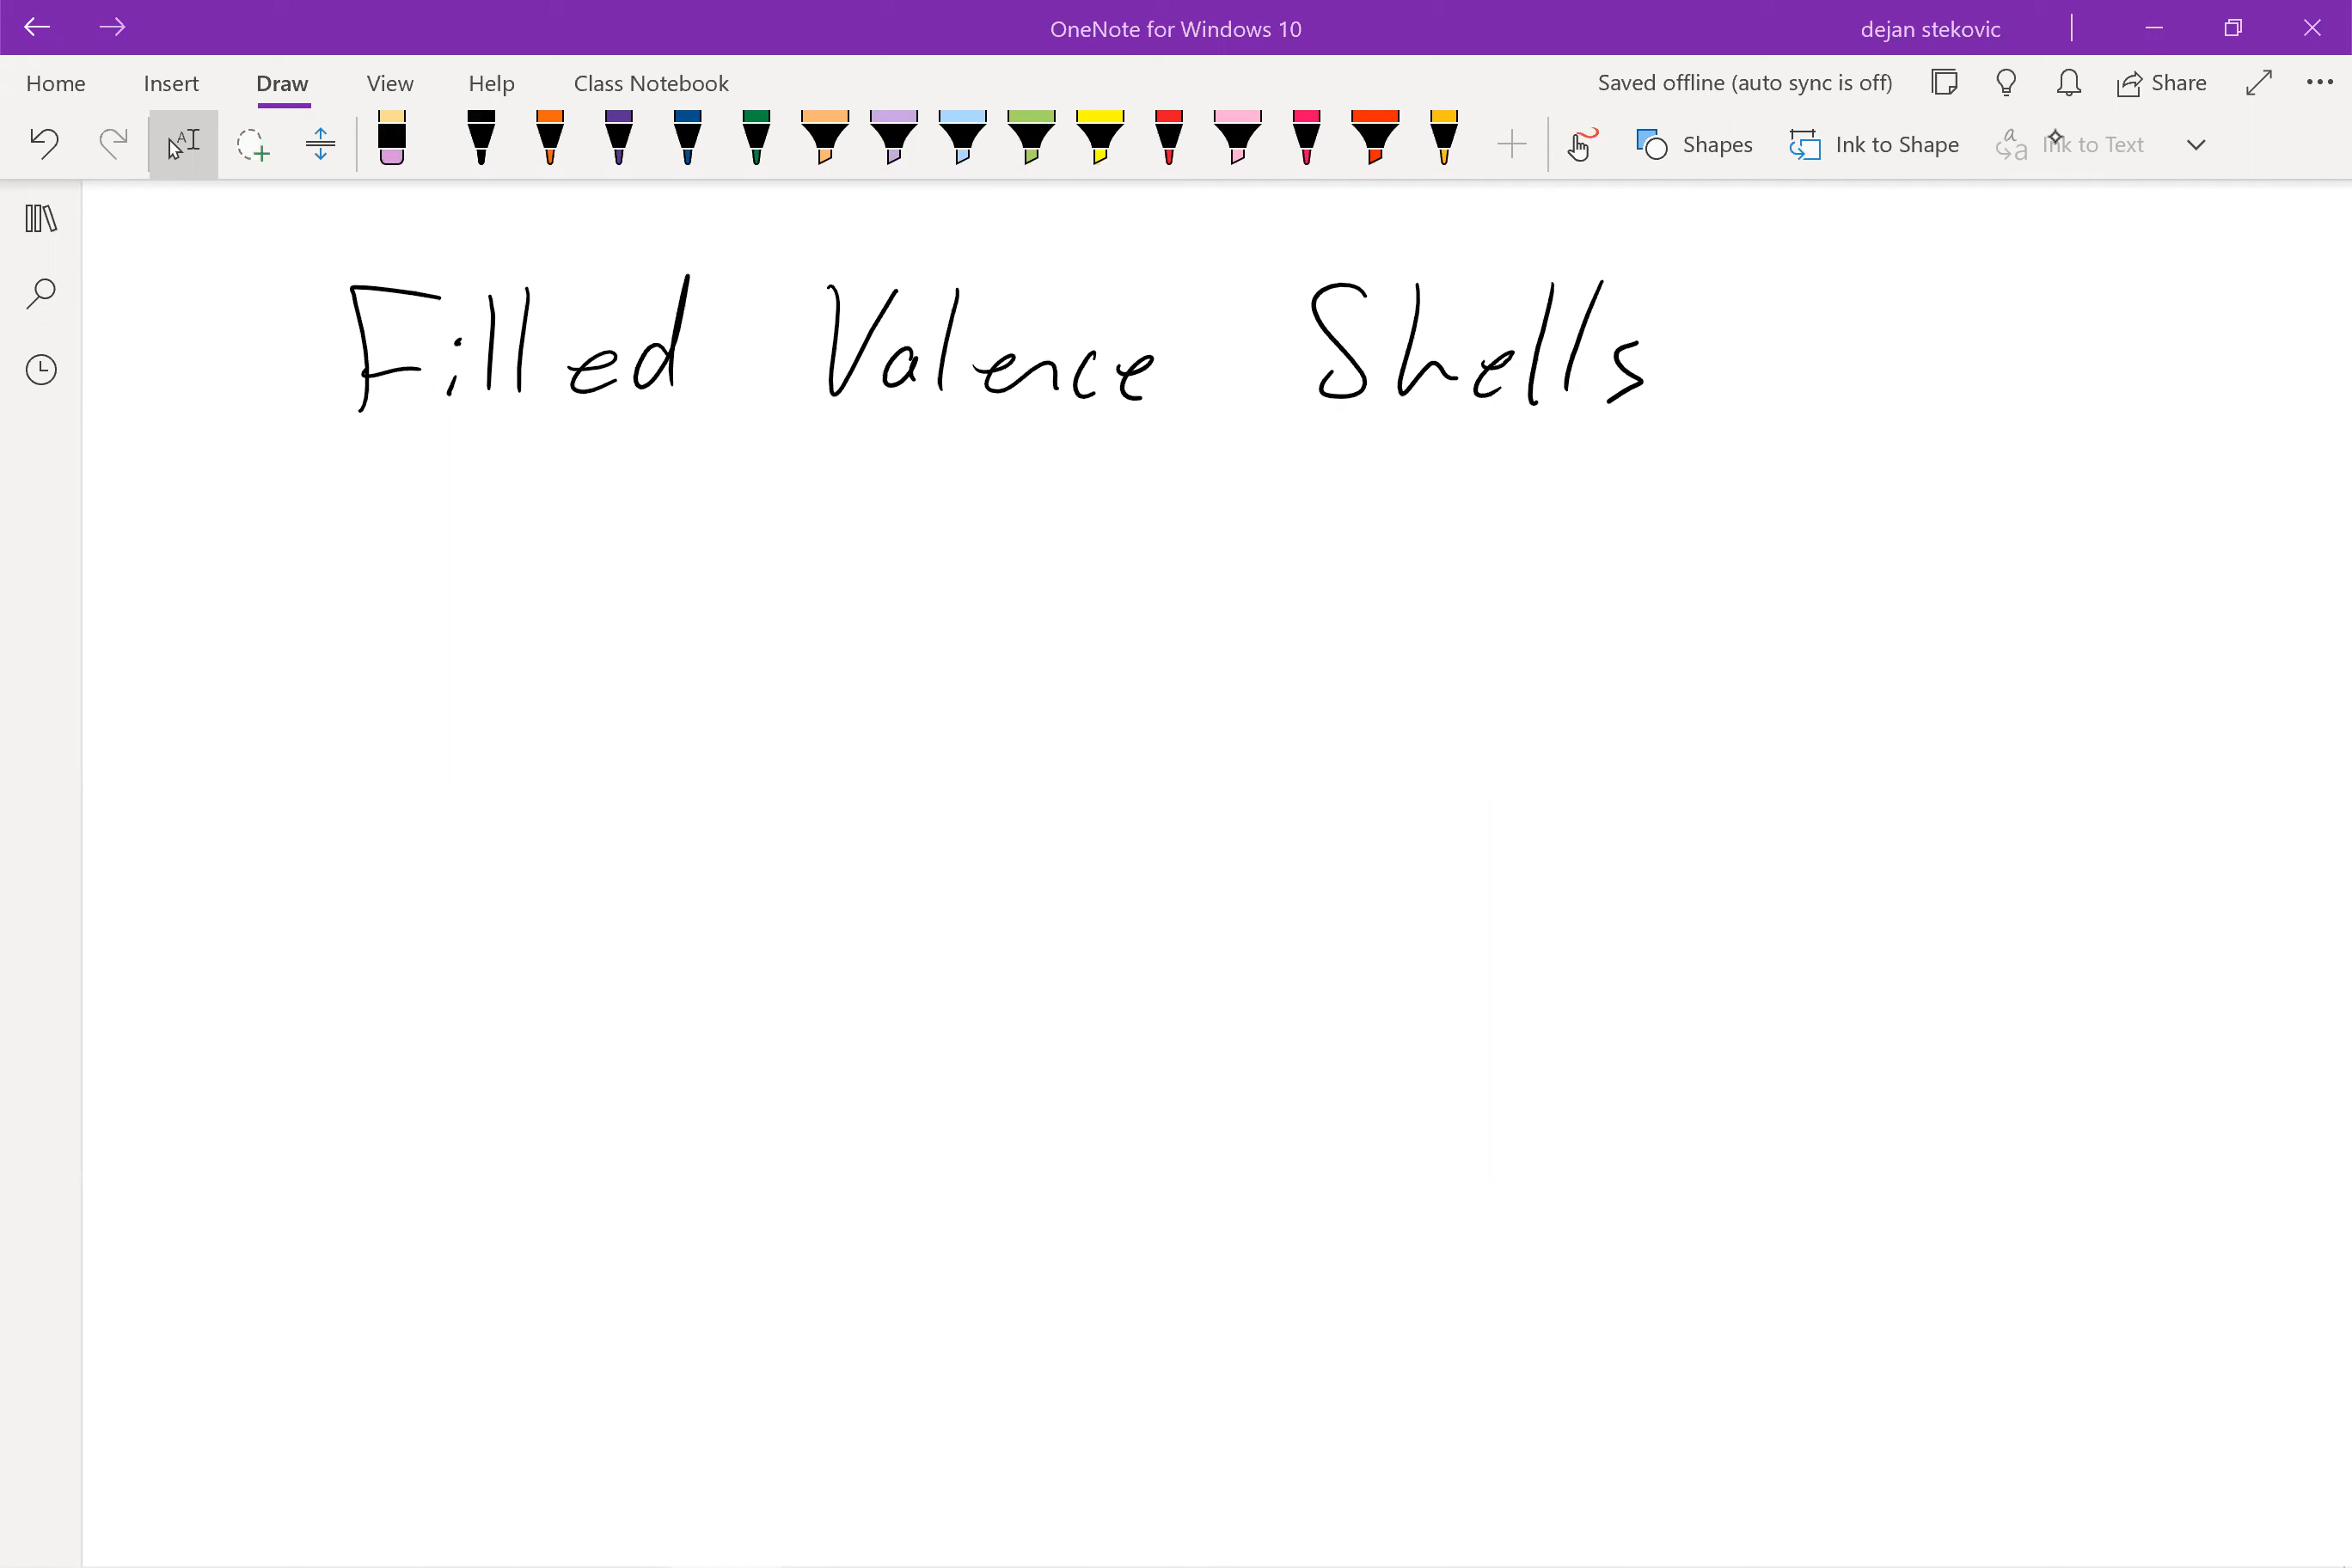 OneNote for Windows 10 dejan stekovic
Home Insert Draw View Help Class Notebook Saved offline (auto sync is off) Share
Shapes Ink to Shape Ink to Text
Filled Valence Shells